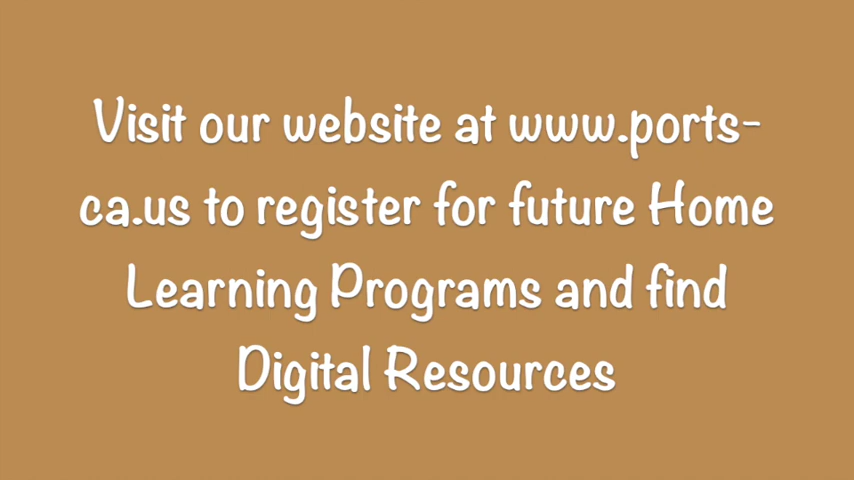 Visit our website at www.ports-
ca.us to register for future Home
Learning Programs and find
Digital Resources